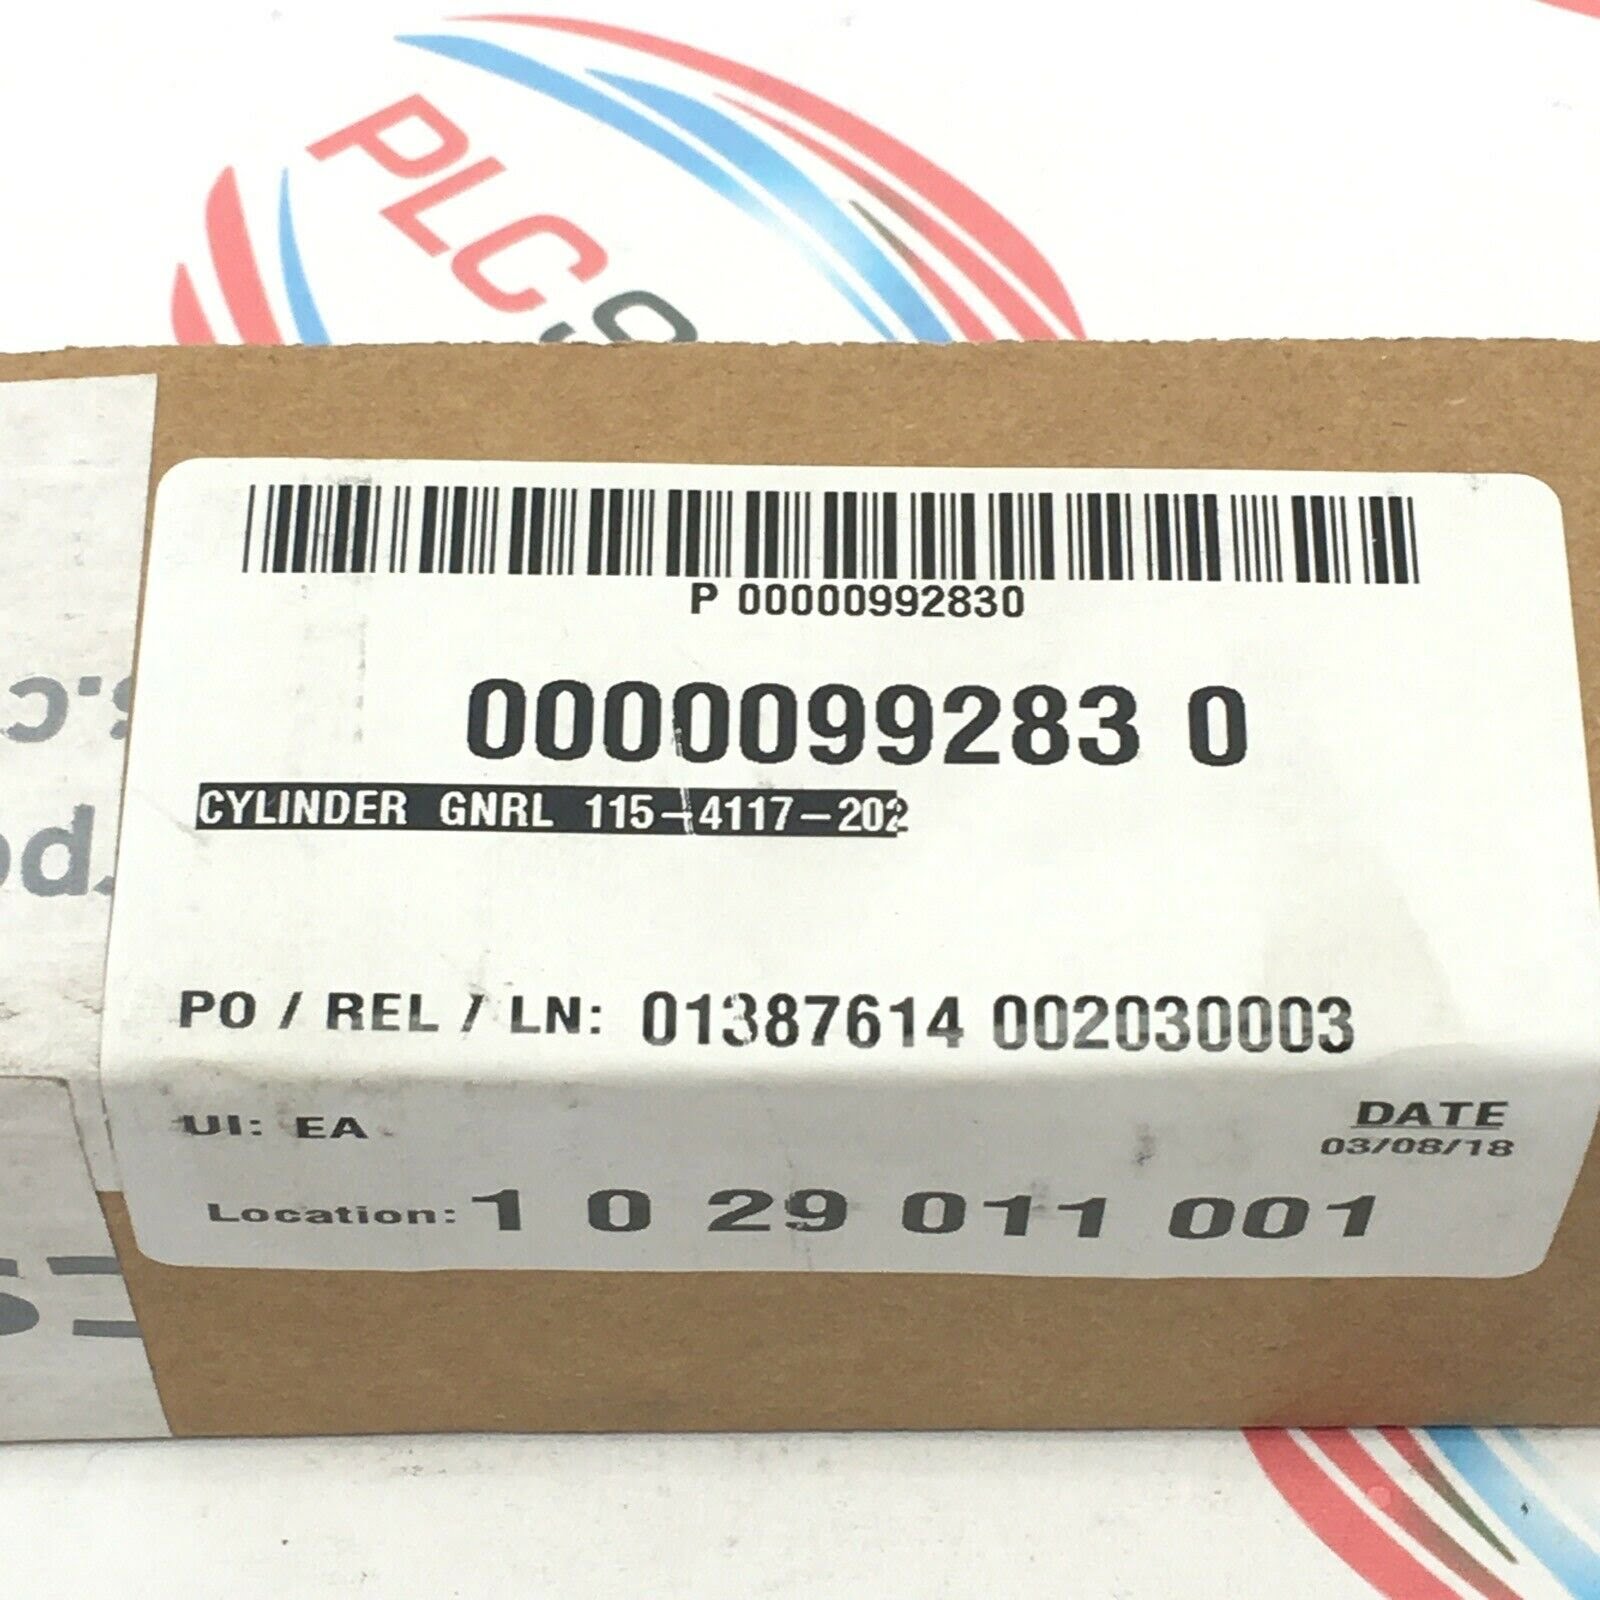 PLCS
P 00000992830
0000099283 0
CYLINDER GNRL 115-4117-202
PO / REL / LN: 01387614 002030003
UI: EA
DATE
03/08/18
Location: 1 0 29 011 001